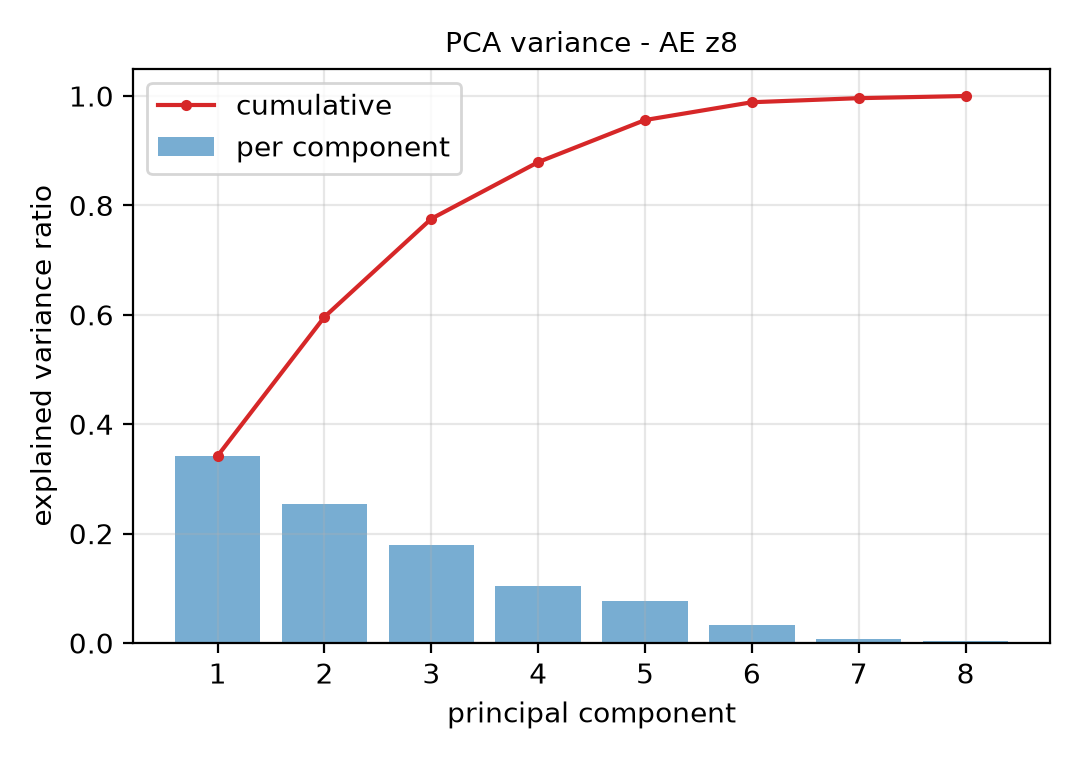 PCA variance - AE z8
cumulative
per component
explained variance ratio
1.0
0.8
0.6
0.4
0.2
0.0
1 2 3 4 5 6 7 8
principal component